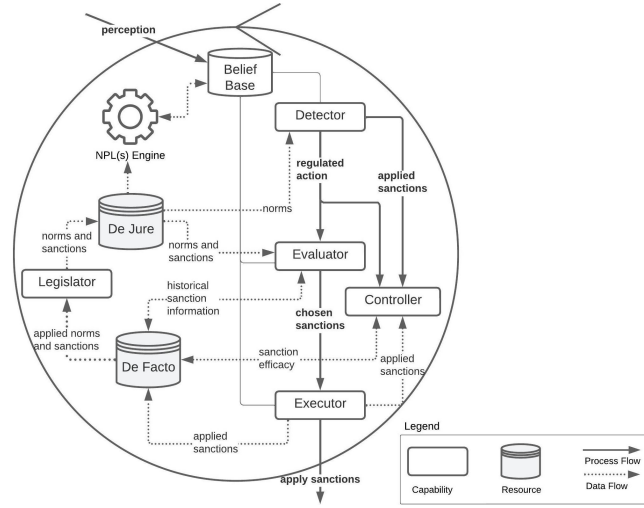 perception
Belief
Base
Detector
NPL(s) Engine
regulated
action
applied
sanctions
norms
De Jure
norms and
sanctions
norms and
sanctions
Evaluator
Legislator
historical
sanction
information
Controller
chosen
sanctions
applied norms
and sanctions
De Facto
sanction
efficacy
applied
sanctions
Executor
applied
sanctions
apply sanctions
Legend
Capability
Resource
Process Flow
Data Flow